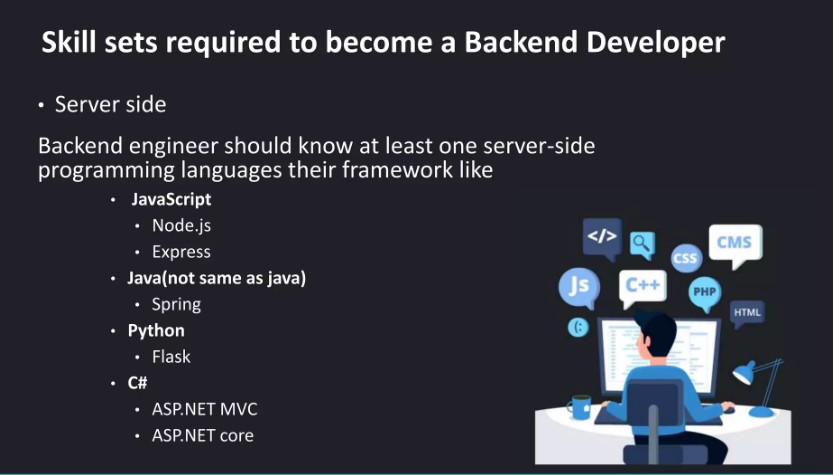 Skill sets required to become a Backend Developer
• Server side
Backend engineer should know at least one server-side
programming languages their framework like
• JavaScript
• Node.js
• Express
• Java(not same as java)
• Spring
• Python
• Flask
• C#
• ASP.NET MVC
• ASP.NET core
</>
CMS
CSS
Js
C++
PHP
HTML
(: